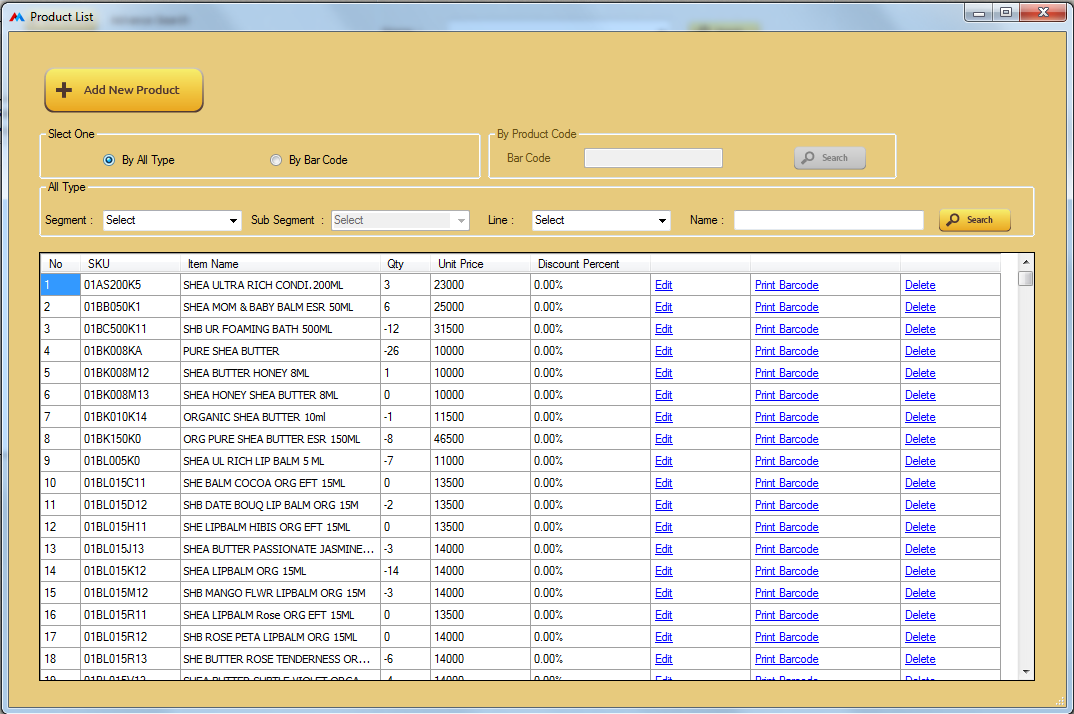 Product List
Add New Product
Slect One
By All Type By Bar Code
By Product Code
Bar Code Search
All Type
Segment : Select Sub Segment : Select Line : Select Name : Search
No SKU Item Name Qty Unit Price Discount Percent
1 01AS200K5 SHEA ULTRA RICH CONDI.200ML 3 23000 0.00% Edit Print Barcode Delete
2 01BB050K1 SHEA MOM & BABY BALM ESR 50ML 6 25000 0.00% Edit Print Barcode Delete
3 01BC500K11 SHB UR FOAMING BATH 500ML -12 31500 0.00% Edit Print Barcode Delete
4 01BK008KA PURE SHEA BUTTER -26 10000 0.00% Edit Print Barcode Delete
5 01BK008M12 SHEA BUTTER HONEY 8ML 1 10000 0.00% Edit Print Barcode Delete
6 01BK008M13 SHEA HONEY SHEA BUTTER 8ML 0 10000 0.00% Edit Print Barcode Delete
7 01BK010K14 ORGANIC SHEA BUTTER 10ml -1 11500 0.00% Edit Print Barcode Delete
8 01BK150K0 ORG PURE SHEA BUTTER ESR 150ML -8 46500 0.00% Edit Print Barcode Delete
9 01BL005K0 SHEA UL RICH LIP BALM 5 ML -7 11000 0.00% Edit Print Barcode Delete
10 01BL015C11 SHE BALM COCOA ORG EFT 15ML 0 13500 0.00% Edit Print Barcode Delete
11 01BL015D12 SHB DATE BOUQ LIP BALM ORG 15M -2 13500 0.00% Edit Print Barcode Delete
12 01BL015H11 SHE LIPBALM HIBIS ORG EFT 15ML 0 13500 0.00% Edit Print Barcode Delete
13 01BL015J13 SHEA BUTTER PASSIONATE JASMINE... -3 14000 0.00% Edit Print Barcode Delete
14 01BL015K12 SHEA LIPBALM ORG 15ML -14 14000 0.00% Edit Print Barcode Delete
15 01BL015M12 SHB MANGO FLWR LIPBALM ORG 15M -3 14000 0.00% Edit Print Barcode Delete
16 01BL015R11 SHEA LIPBALM Rose ORG EFT 15ML 0 13500 0.00% Edit Print Barcode Delete
17 01BL015R12 SHB ROSE PETA LIPBALM ORG 15ML 0 14000 0.00% Edit Print Barcode Delete
18 01BL015R13 SHE BUTTER ROSE TENDERNESS OR... -6 14000 0.00% Edit Print Barcode Delete
19 01BL015V13 SHEA BUTTER SUBTLE VIOLET ORGA... 14000 0.00% Edit Print Barcode Delete